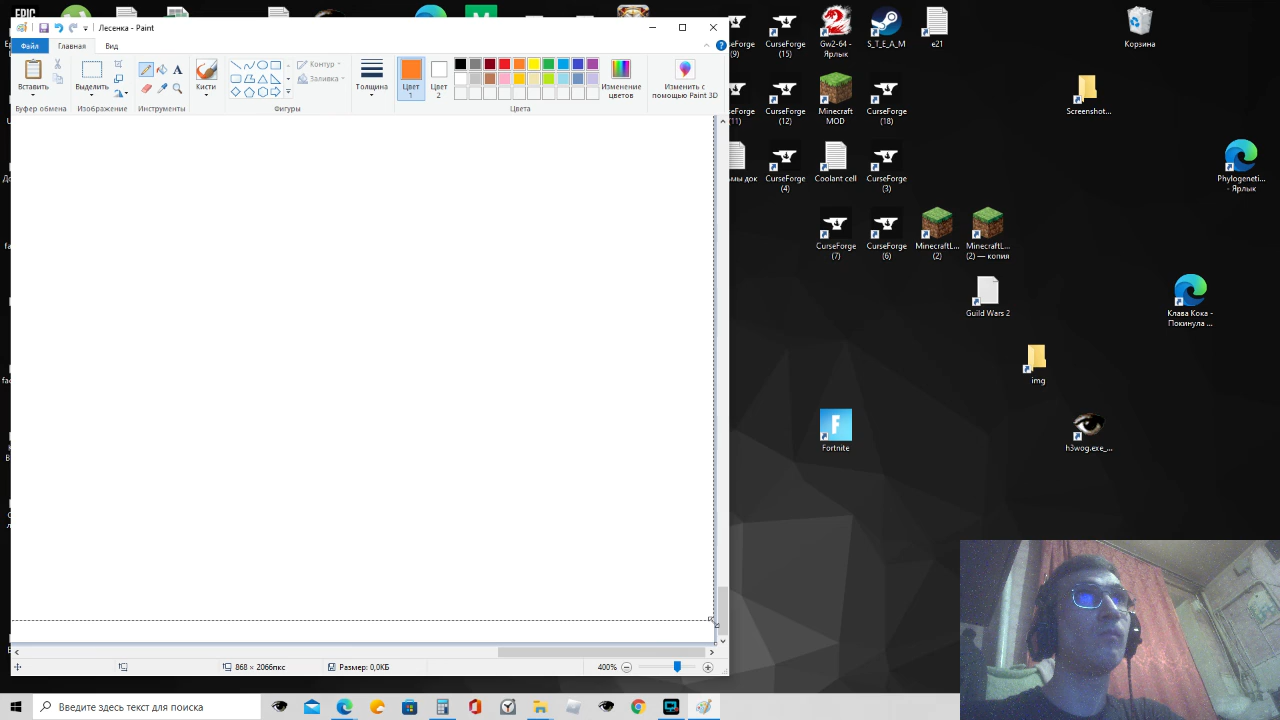 EPIC
M
Лесенка - Paint
Файл
Главная
Вид
Вставить
Выделить
Кисти
Контур
Заливка
Толщина
Цвет 1
Цвет 2
Изменение цветов
Изменить с помощью Paint 3D
Буфер обмена
Изображение
Инструменты
Фигуры
Цвета
868 × 2066пкс
Размер: 0,0КБ
400%
CurseForge (9)
CurseForge (15)
Gw2-64 - Ярлык
S_T_E_A_M
e21
Корзина
(11)
CurseForge (12)
Minecraft MOD
CurseForge (18)
Screenshot...
CurseForge (4)
Coolant cell
CurseForge (3)
Phylogeneti... - Ярлык
CurseForge (7)
CurseForge (6)
MinecraftL... (2)
MinecraftL... (2) — копия
Guild Wars 2
Клава Кока - Покинула ...
img
F
Fortnite
h3wog.exe_...
Введите здесь текст для поиска